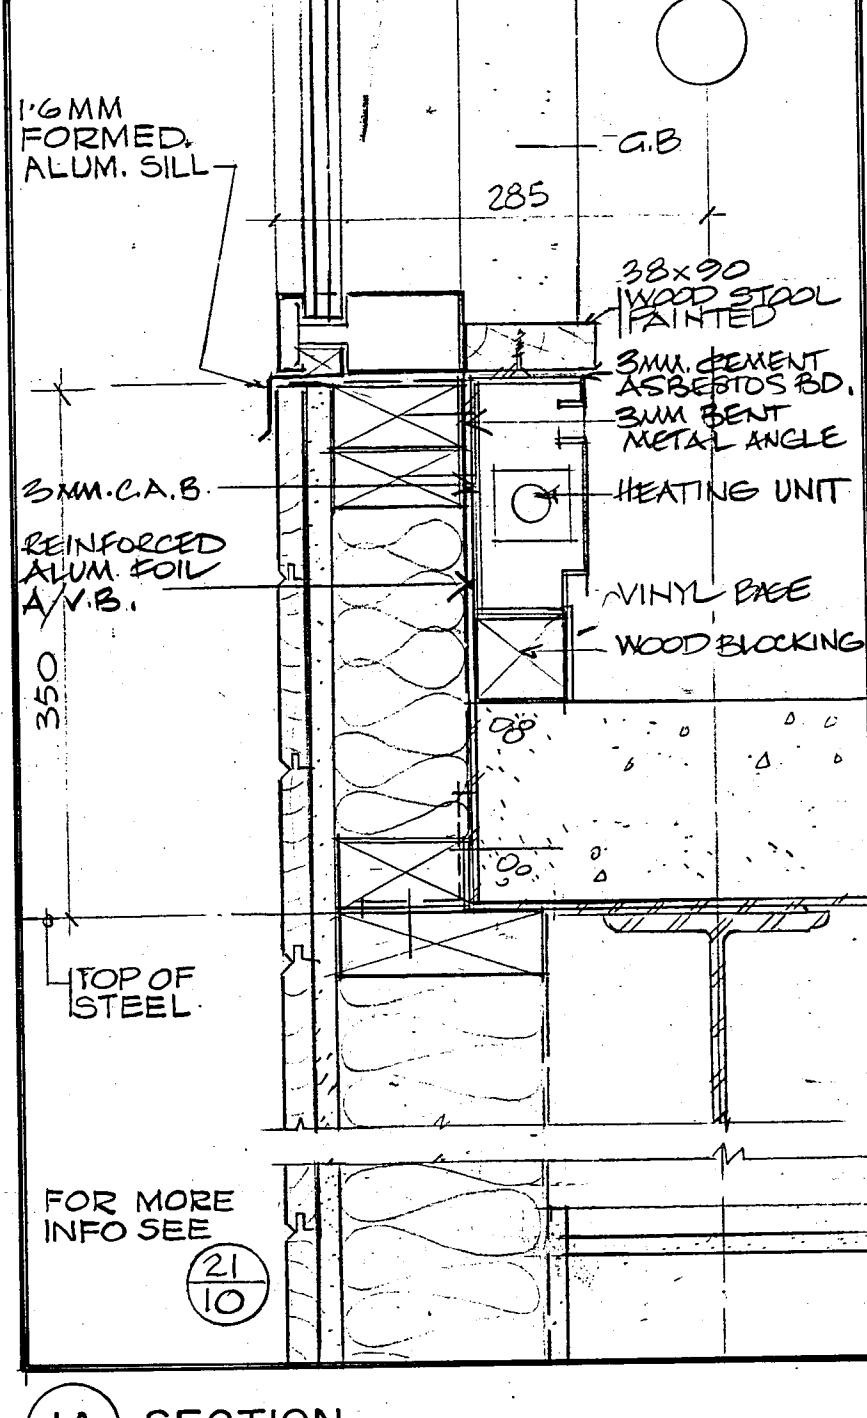 1·6MM
FORMED.
ALUM. SILL
G.B
285
38x90
WOOD STOOL
PAINTED
3MM. CEMENT
ASBESTOS BD.
3MM BENT
METAL ANGLE
3MM.C.A.B.
HEATING UNIT
REINFORCED
ALUM. FOIL
A/V.B.
VINYL BASE
WOOD BLOCKING
350
TOP OF
STEEL
FOR MORE
INFO SEE
21
10
SECTION